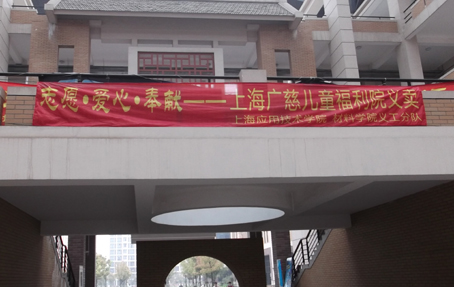 志愿·爱心·奉献——上海广慈儿童福利院义卖
上海应用技术学院 材料学院义工分队